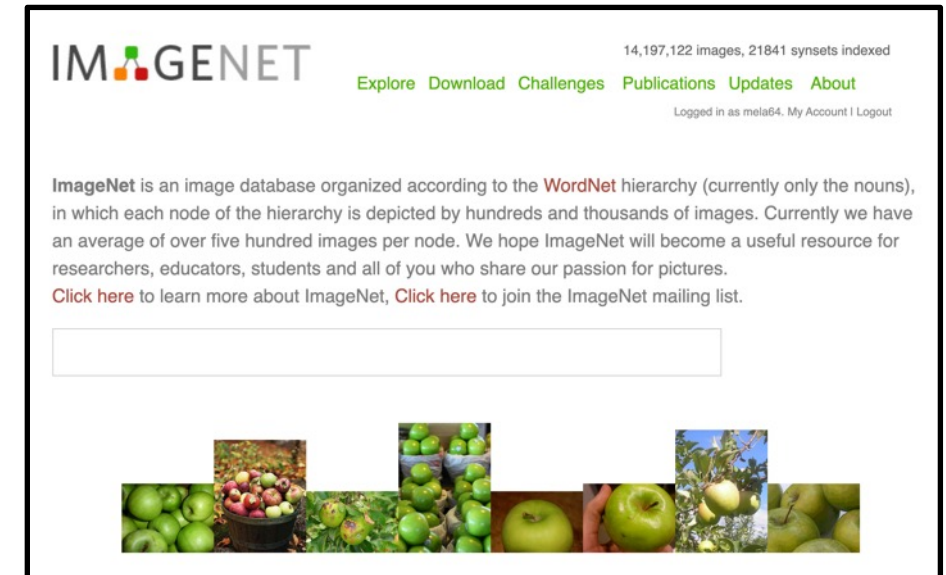 IMAGENET
14,197,122 images, 21841 synsets indexed
Explore Download Challenges Publications Updates About
Logged in as mela64. My Account I Logout
ImageNet is an image database organized according to the WordNet hierarchy (currently only the nouns),
in which each node of the hierarchy is depicted by hundreds and thousands of images. Currently we have
an average of over five hundred images per node. We hope ImageNet will become a useful resource for
researchers, educators, students and all of you who share our passion for pictures.
Click here to learn more about ImageNet, Click here to join the ImageNet mailing list.